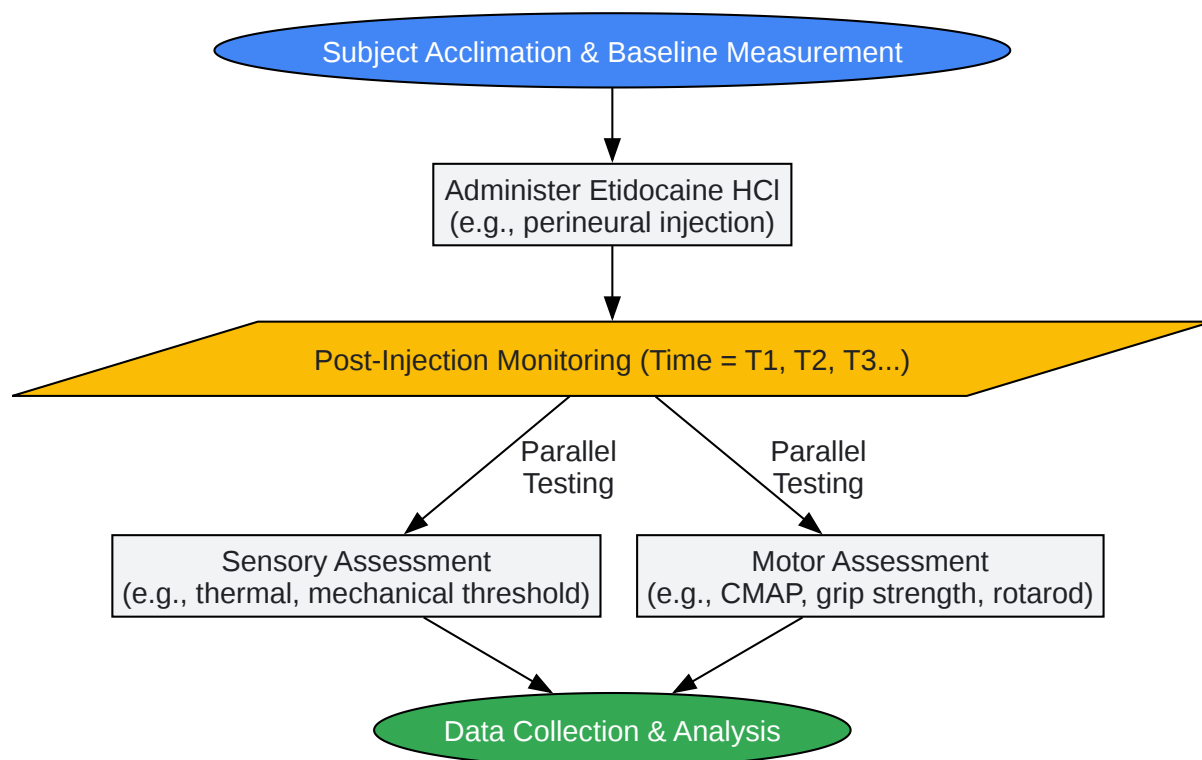 Subject Acclimation & Baseline Measurement
Administer Etidocaine HCl
(e.g., perineural injection)
Post-Injection Monitoring (Time = T1, T2, T3...)
Parallel
Testing
Parallel
Testing
Sensory Assessment
(e.g., thermal, mechanical threshold)
Motor Assessment
(e.g., CMAP, grip strength, rotarod)
Data Collection & Analysis